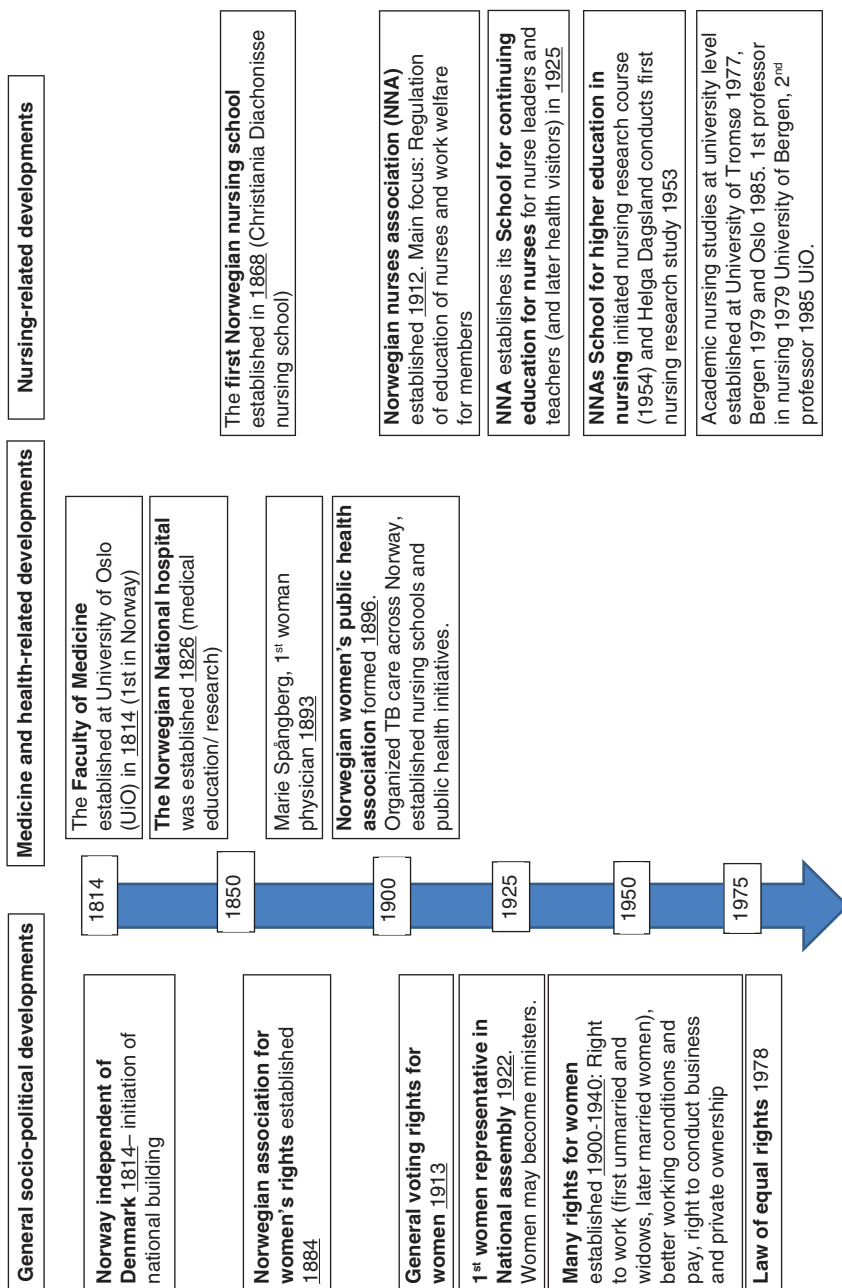 General socio-political developments
Norway independent of
Denmark 1814– initiation of
national building
Norwegian association for
women's rights established
1884
General voting rights for
women 1913
1st women representative in
National assembly 1922.
Women may become ministers.
Many rights for women
established 1900-1940: Right
to work (first unmarried and
widows, later married women),
better working conditions and
pay, right to conduct business
and private ownership
Law of equal rights 1978
1814
1850
1900
1925
1950
1975
Medicine and health-related developments
The Faculty of Medicine
established at University of Oslo
(UiO) in 1814 (1st in Norway)
The Norwegian National hospital
was established 1826 (medical
education/ research)
Marie Spångberg, 1st woman
physician 1893
Norwegian women's public health
association formed 1896.
Organized TB care across Norway,
established nursing schools and
public health initiatives.
Nursing-related developments
The first Norwegian nursing school
established in 1868 (Christiania Diachonisse
nursing school)
Norwegian nurses association (NNA)
established 1912. Main focus: Regulation
of education of nurses and work welfare
for members
NNA establishes its School for continuing
education for nurses for nurse leaders and
teachers (and later health visitors) in 1925
NNAs School for higher education in
nursing initiated nursing research course
(1954) and Helga Dagsland conducts first
nursing research study 1953
Academic nursing studies at university level
established at University of Tromsø 1977,
Bergen 1979 and Oslo 1985. 1st professor
in nursing 1979 University of Bergen, 2nd
professor 1985 UiO.